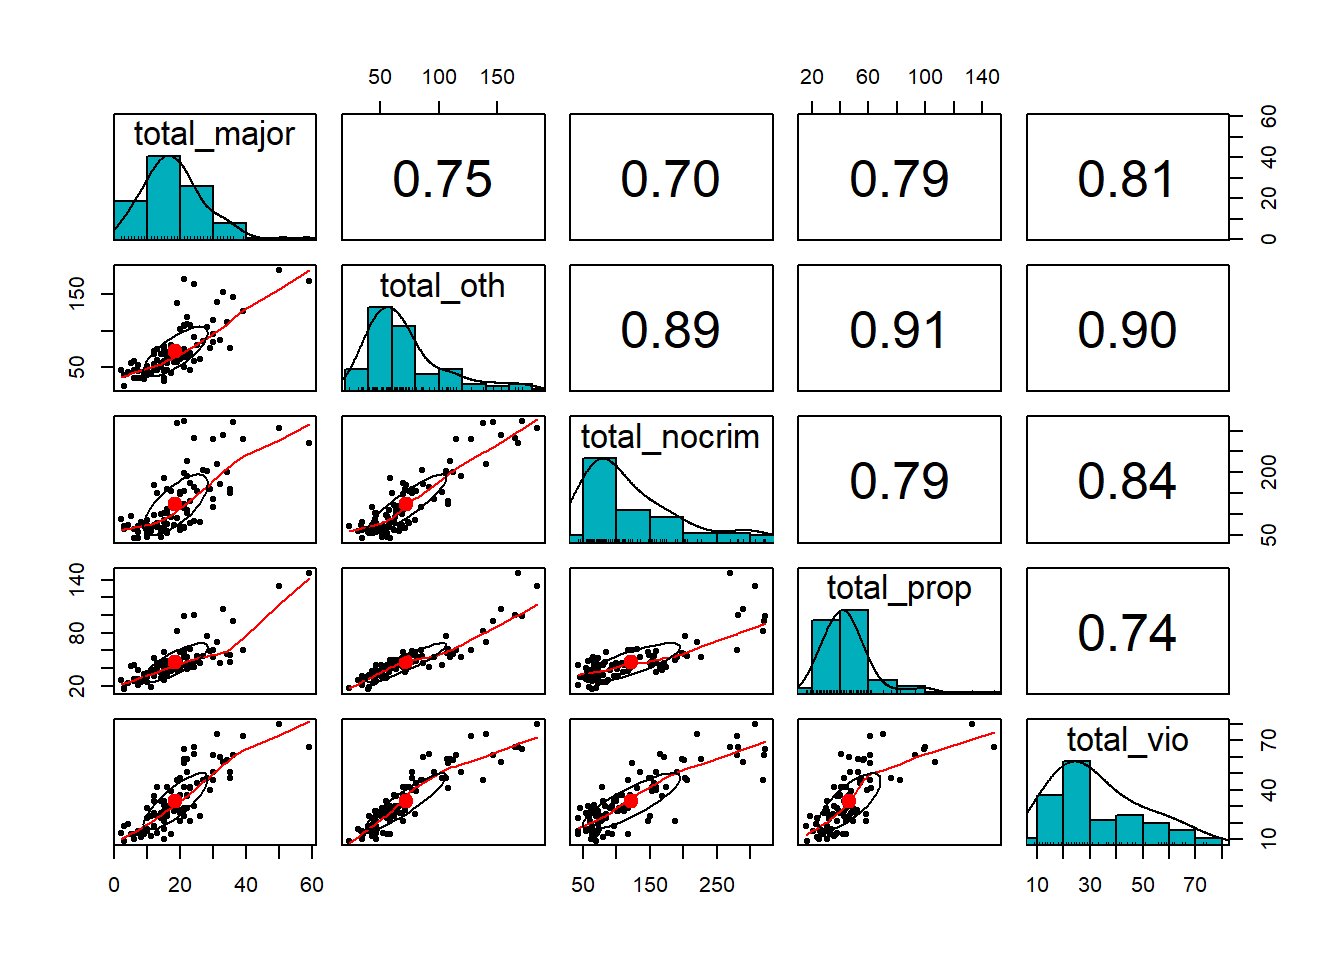 50 100 150 20 60 100 140
total_major 0.75 0.70 0.79 0.81 0 20 40 60
50 150 total_oth 0.89 0.91 0.90
total_nocrim 0.79 0.84 50 200
20 80 140 total_prop 0.74
total_vio 10 40 70
0 20 40 60 50 150 250 10 30 50 70